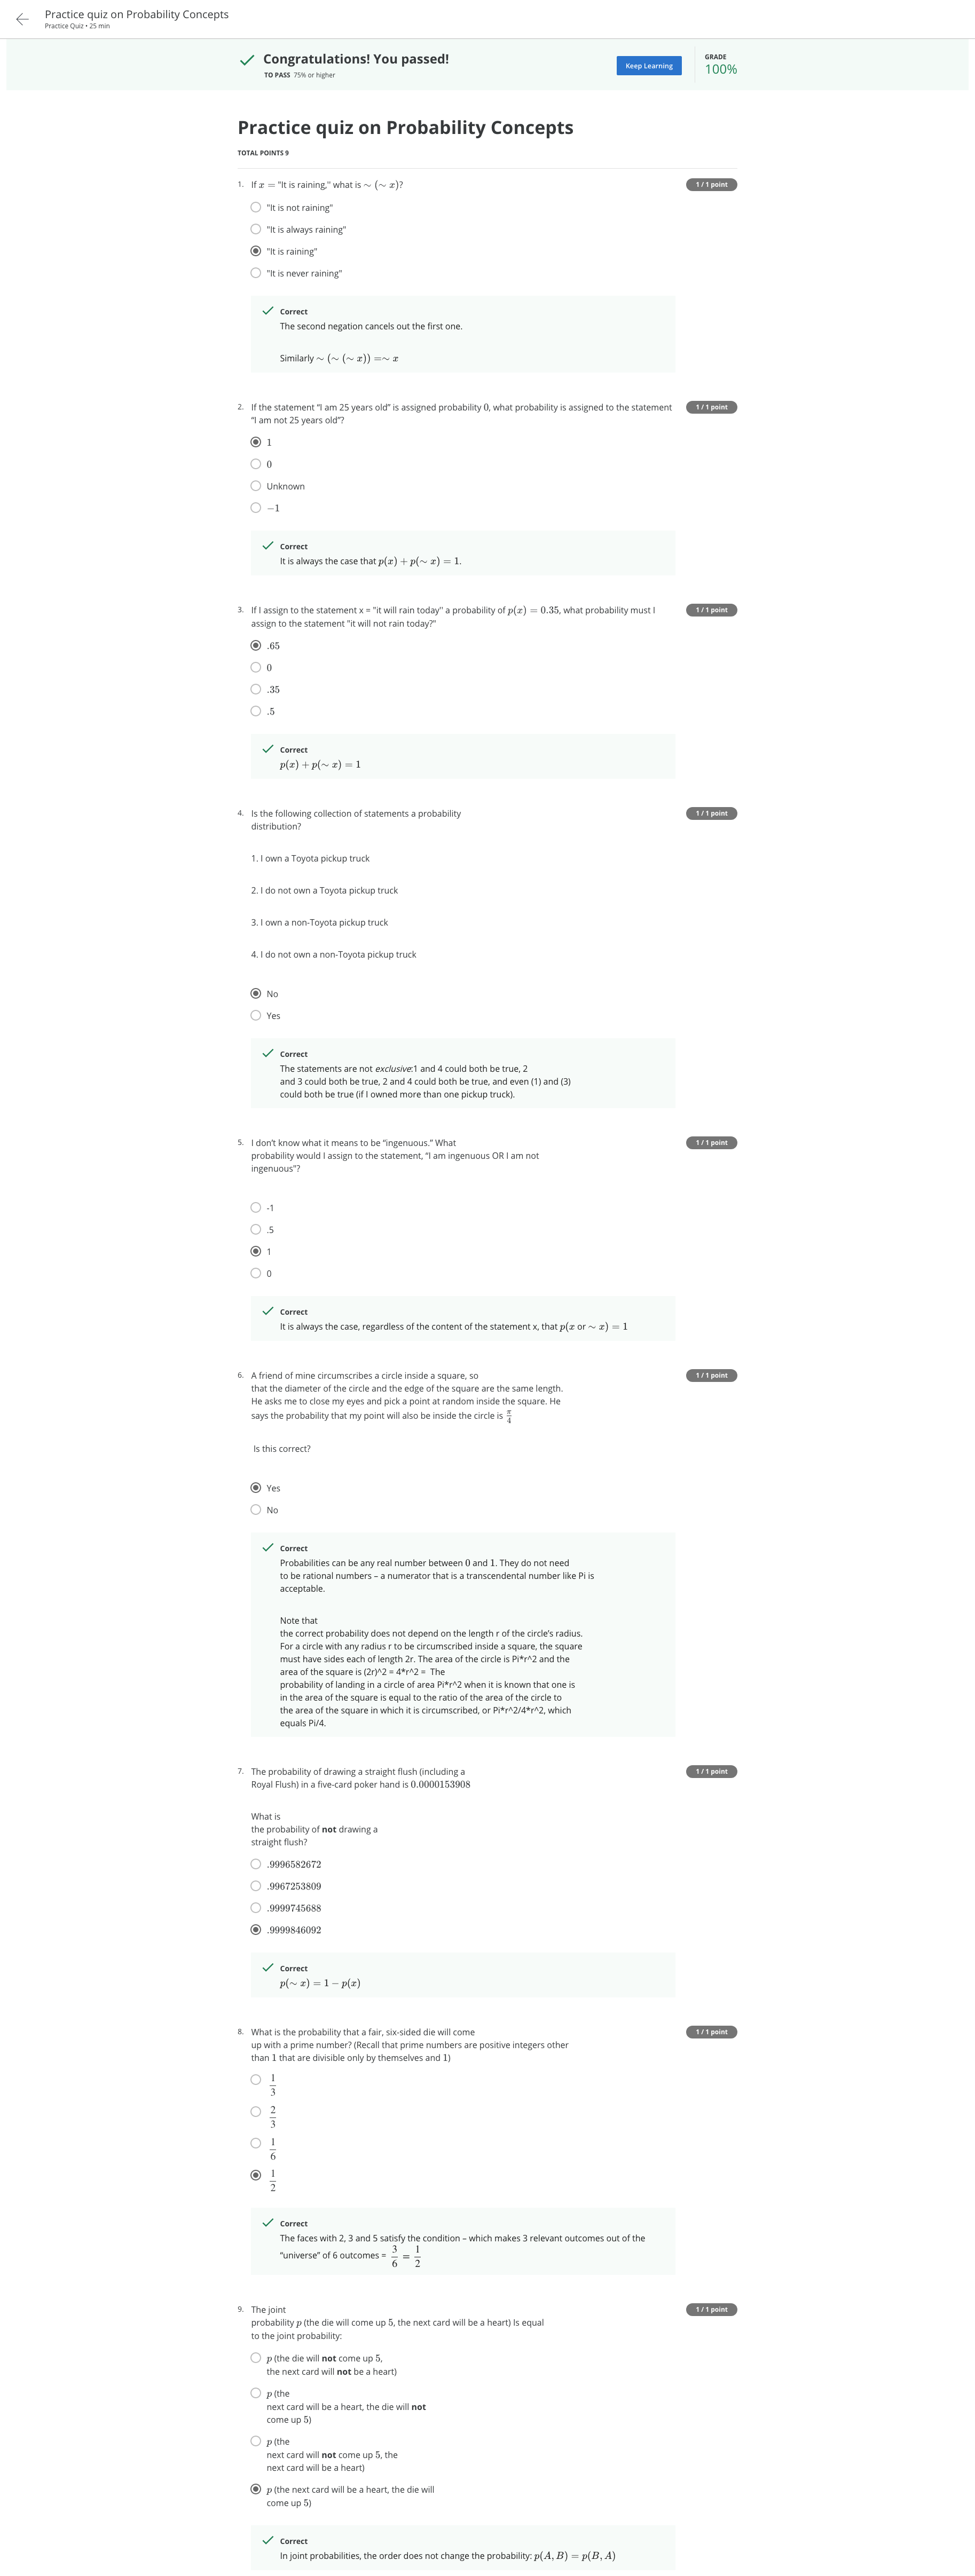 Practice quiz on Probability Concepts
Practice Quiz • 25 min
Congratulations! You passed!
TO PASS 75% or higher
Keep Learning
GRADE
100%
Practice quiz on Probability Concepts
TOTAL POINTS 9
1. If x = "It is raining," what is ∼ (∼ x)?
1 / 1 point
"It is not raining"
"It is always raining"
"It is raining"
"It is never raining"
Correct
The second negation cancels out the first one.
Similarly ∼ (∼ (∼ x)) =∼ x
2. If the statement “I am 25 years old” is assigned probability 0, what probability is assigned to the statement
“I am not 25 years old”?
1 / 1 point
1
0
Unknown
−1
Correct
It is always the case that p(x) + p(∼ x) = 1.
3. If I assign to the statement x = "it will rain today" a probability of p(x) = 0.35, what probability must I
assign to the statement "it will not rain today?"
1 / 1 point
.65
0
.35
.5
Correct
p(x) + p(∼ x) = 1
4. Is the following collection of statements a probability
distribution?
1 / 1 point
1. I own a Toyota pickup truck
2. I do not own a Toyota pickup truck
3. I own a non-Toyota pickup truck
4. I do not own a non-Toyota pickup truck
No
Yes
Correct
The statements are not exclusive:1 and 4 could both be true, 2
and 3 could both be true, 2 and 4 could both be true, and even (1) and (3)
could both be true (if I owned more than one pickup truck).
5. I don’t know what it means to be “ingenuous.” What
probability would I assign to the statement, “I am ingenuous OR I am not
ingenuous”?
1 / 1 point
-1
.5
1
0
Correct
It is always the case, regardless of the content of the statement x, that p(x or ∼ x) = 1
6. A friend of mine circumscribes a circle inside a square, so
that the diameter of the circle and the edge of the square are the same length.
He asks me to close my eyes and pick a point at random inside the square. He
says the probability that my point will also be inside the circle is π/4
1 / 1 point
Is this correct?
Yes
No
Correct
Probabilities can be any real number between 0 and 1. They do not need
to be rational numbers – a numerator that is a transcendental number like Pi is
acceptable.
Note that
the correct probability does not depend on the length r of the circle’s radius.
For a circle with any radius r to be circumscribed inside a square, the square
must have sides each of length 2r. The area of the circle is Pi*r^2 and the
area of the square is (2r)^2 = 4*r^2 = The
probability of landing in a circle of area Pi*r^2 when it is known that one is
in the area of the square is equal to the ratio of the area of the circle to
the area of the square in which it is circumscribed, or Pi*r^2/4*r^2, which
equals Pi/4.
7. The probability of drawing a straight flush (including a
Royal Flush) in a five-card poker hand is 0.0000153908
1 / 1 point
What is
the probability of not drawing a
straight flush?
.9996582672
.9967253809
.9999745688
.9999846092
Correct
p(∼ x) = 1 − p(x)
8. What is the probability that a fair, six-sided die will come
up with a prime number? (Recall that prime numbers are positive integers other
than 1 that are divisible only by themselves and 1)
1 / 1 point
1/3
2/3
1/6
1/2
Correct
The faces with 2, 3 and 5 satisfy the condition – which makes 3 relevant outcomes out of the
“universe” of 6 outcomes = 3/6 = 1/2
9. The joint
probability p (the die will come up 5, the next card will be a heart) Is equal
to the joint probability:
1 / 1 point
p (the die will not come up 5,
the next card will not be a heart)
p (the
next card will be a heart, the die will not
come up 5)
p (the
next card will not come up 5, the
next card will be a heart)
p (the next card will be a heart, the die will
come up 5)
Correct
In joint probabilities, the order does not change the probability: p(A, B) = p(B, A)